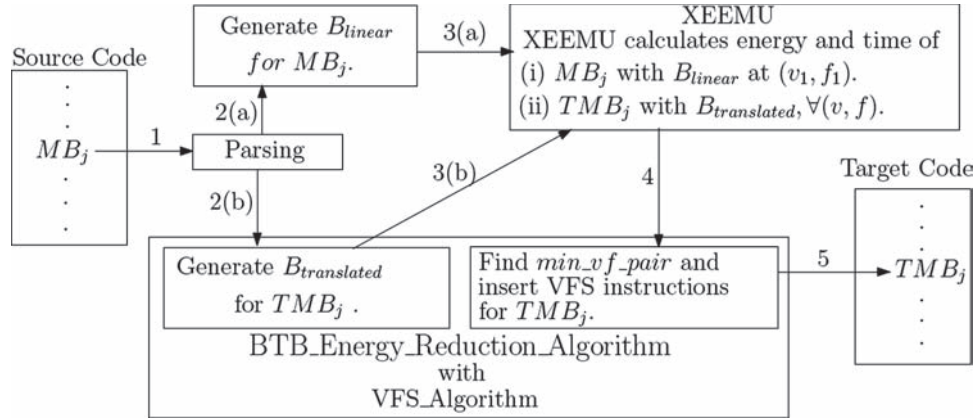 Source Code
MB_j
1
Parsing
2(a)
2(b)
Generate B_linear
for MB_j.
3(a)
XEEMU
XEEMU calculates energy and time of
(i) MB_j with B_linear at (v_1, f_1).
(ii) TMB_j with B_translated, ∀(v, f).
3(b)
4
Generate B_translated
for TMB_j .
Find min_vf_pair and
insert VFS instructions
for TMB_j.
BTB_Energy_Reduction_Algorithm
with
VFS_Algorithm
5
Target Code
TMB_j